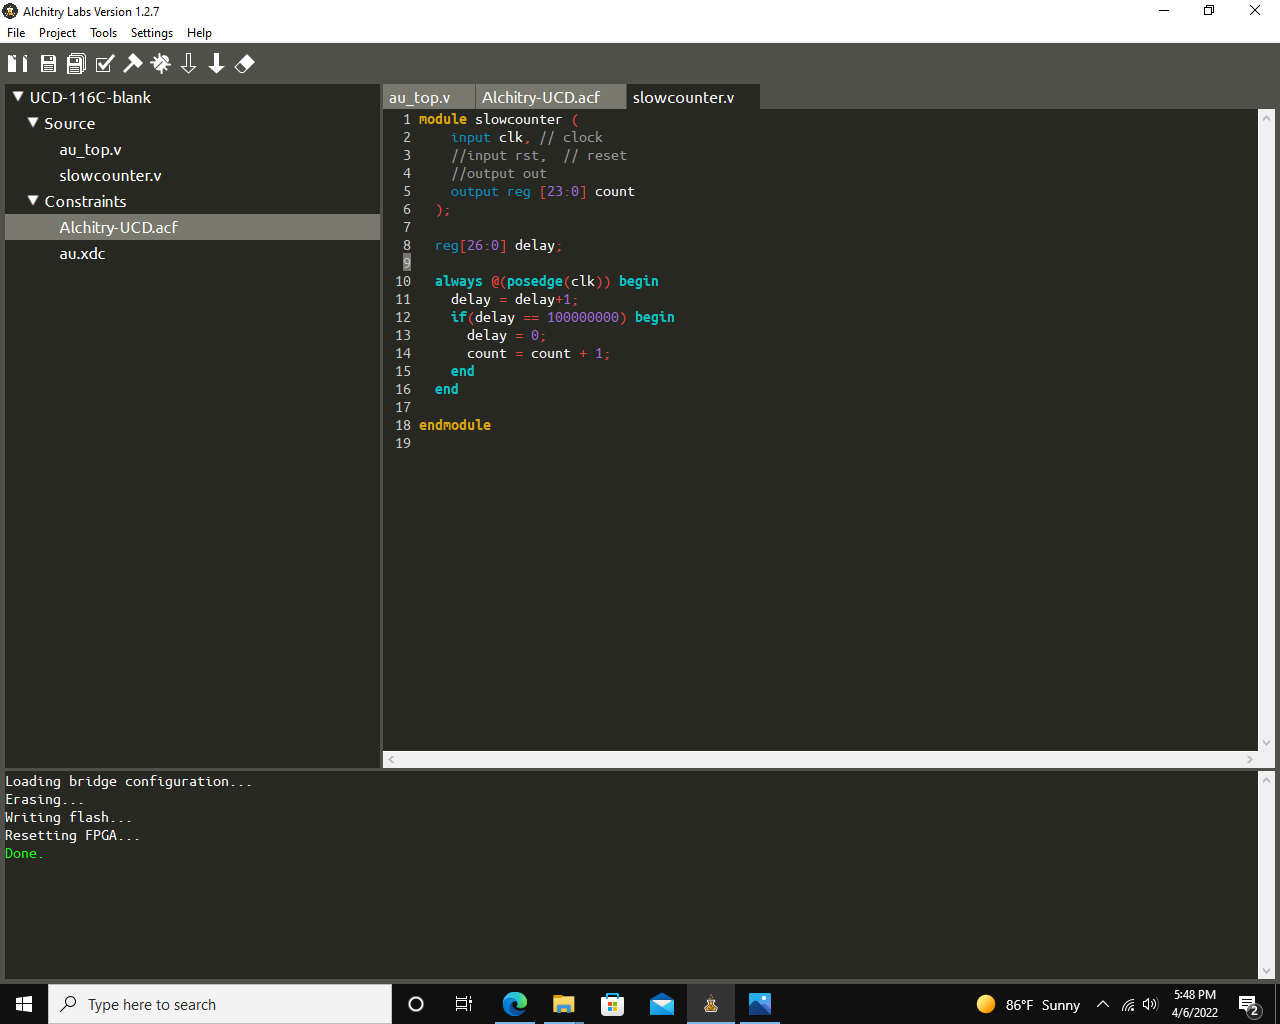 Alchitry Labs Version 1.2.7
File Project Tools Settings Help
UCD-116C-blank
Source
au_top.v
slowcounter.v
Constraints
Alchitry-UCD.acf
au.xdc
au_top.v Alchitry-UCD.acf slowcounter.v
1 module slowcounter (
2     input clk, // clock
3     //input rst,  // reset
4     //output out
5     output reg [23:0] count
6   );
7
8   reg[26:0] delay;
9
10   always @(posedge(clk)) begin
11     delay = delay+1;
12     if(delay == 100000000) begin
13       delay = 0;
14       count = count + 1;
15     end
16   end
17
18 endmodule
19
Loading bridge configuration...
Erasing...
Writing flash...
Resetting FPGA...
Done.
Type here to search
86°F Sunny
5:48 PM
4/6/2022
2